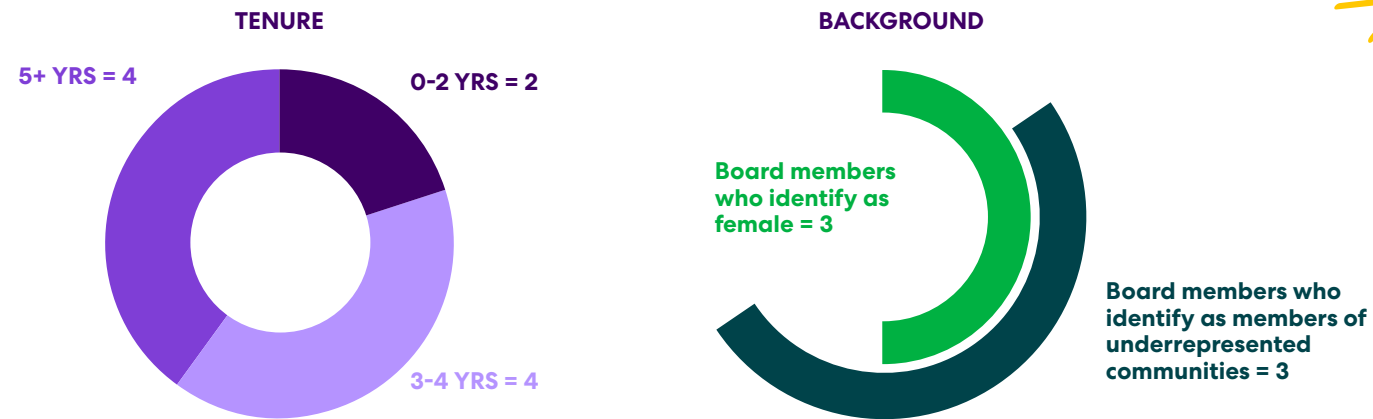 TENURE
5+ YRS = 4
0-2 YRS = 2
3-4 YRS = 4
BACKGROUND
Board members
who identify as
female = 3
Board members who
identify as members of
underrepresented
communities = 3